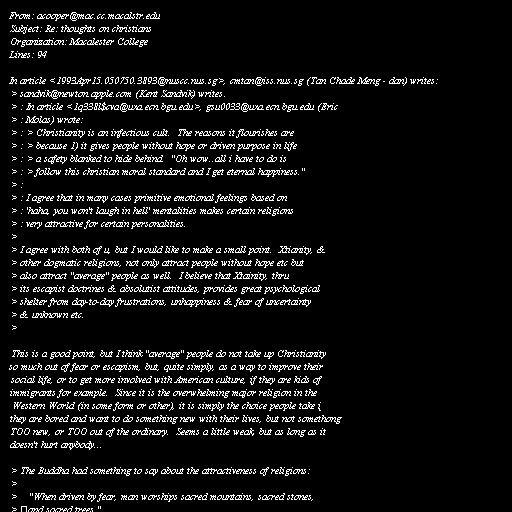 From: acooper@mac.cc.macalstr.edu
Subject: Re: thoughts on christians
Organization: Macalester College
Lines: 94

In article <1993Apr15.050750.3893@nuscc.nus.sg>, cmtan@iss.nus.sg (Tan Chade Meng - dan) writes:
> sandvik@newton.apple.com (Kent Sandvik) writes:
> : In article <1q338l$cva@uxa.ecn.bgu.edu>, gsu0033@uxa.ecn.bgu.edu (Eric
> : Molas) wrote:
> : > Christianity is an infectious cult.  The reasons it flourishes are
> : > because 1) it gives people without hope or driven purpose in life
> : > a safety blanked to hide behind.  "Oh wow..all i have to do is
> : > follow this christian moral standard and I get eternal happiness."
> :
> : I agree that in many cases primitive emotional feelings based on
> : 'haha, you won't laugh in hell' mentalities makes certain religions
> : very attractive for certain personalities.
>
> I agree with both of u, but I would like to make a small point.  Xtianity, &
> other dogmatic religions, not only attract people without hope etc but
> also attract "average" people as well.  I believe that Xtainity, thru
> its escapist doctrines & absolutist attitudes, provides great psychological
> shelter from day-to-day frustrations, unhappiness & fear of uncertainty
> & unknown etc.
>

This is a good point, but I think "average" people do not take up Christianity
so much out of fear or escapism, but, quite simply, as a way to improve their
social life, or to get more involved with American culture, if they are kids of
immigrants for example.  Since it is the overwhelming major religion in the
Western World (in some form or other), it is simply the choice people take if
they are bored and want to do something new with their lives, but not somethong
TOO new, or TOO out of the ordinary.  Seems a little weak, but as long as it
doesn't hurt anybody...

> The Buddha had something to say about the attractiveness of religions:
>
>    "When driven by fear, man worships sacred mountains, sacred stones,
> and sacred trees."